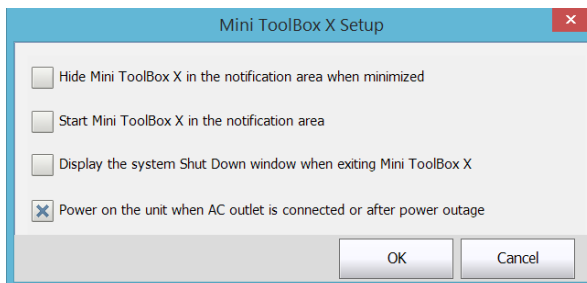 Mini ToolBox X Setup
Hide Mini ToolBox X in the notification area when minimized
Start Mini ToolBox X in the notification area
Display the system Shut Down window when exiting Mini ToolBox X
Power on the unit when AC outlet is connected or after power outage
OK Cancel